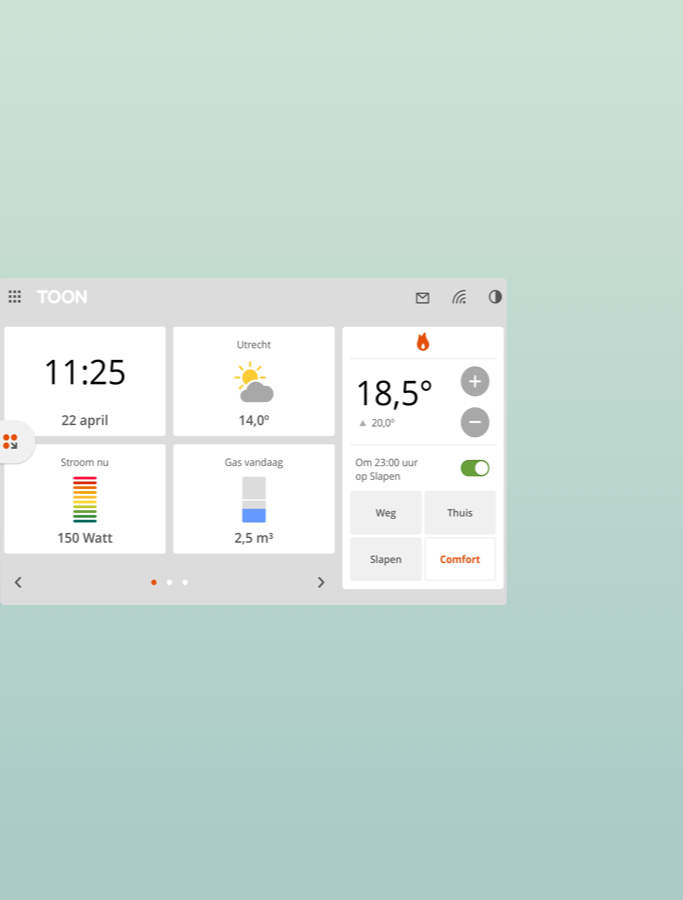 TOON
11:25
22 april
Utrecht
14,0°
Stroom nu
150 Watt
Gas vandaag
2,5 m³
18,5°
20,0°
Om 23:00 uur
op Slapen
Weg
Thuis
Slapen
Comfort